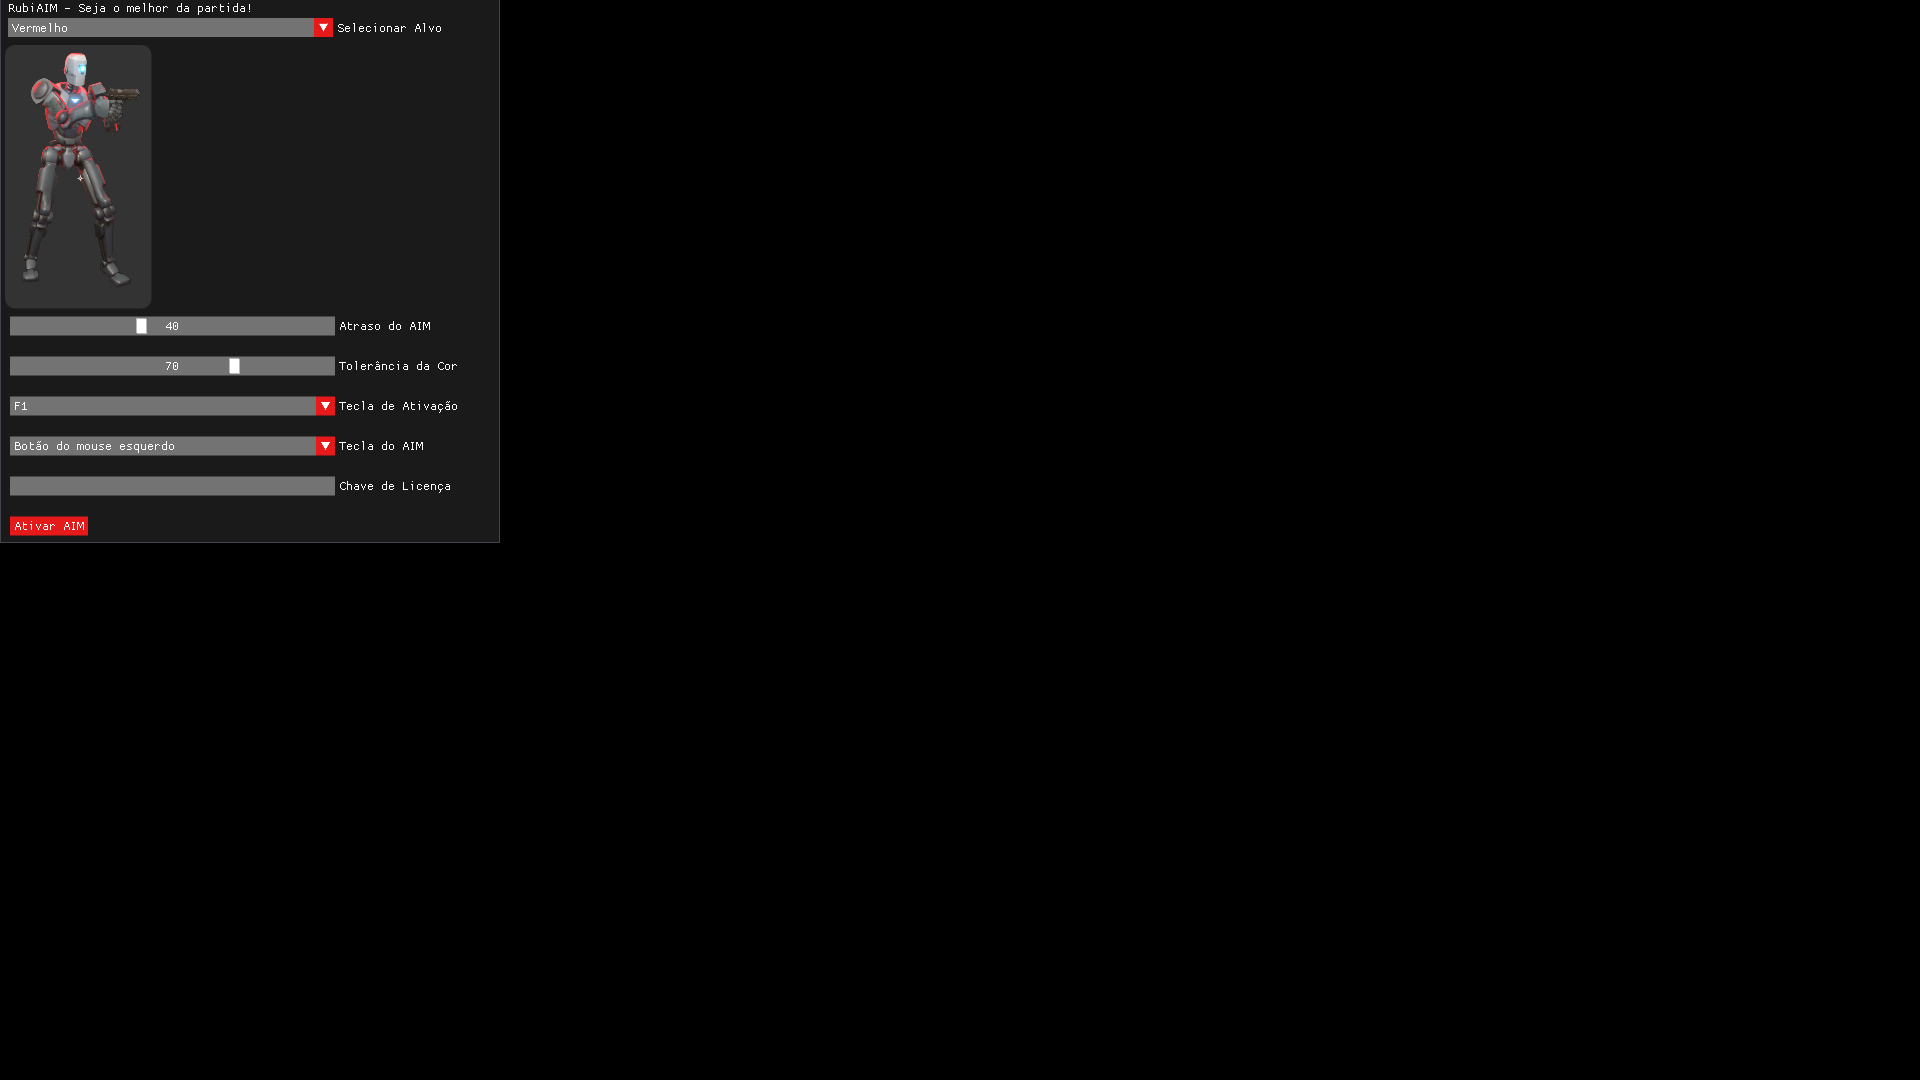 RubiAIM - Seja o melhor da partida!
Vermelho Selecionar Alvo
40 Atraso do AIM
70 Tolerância da Cor
F1 Tecla de Ativação
Botão do mouse esquerdo Tecla do AIM
Chave de Licença
Ativar AIM